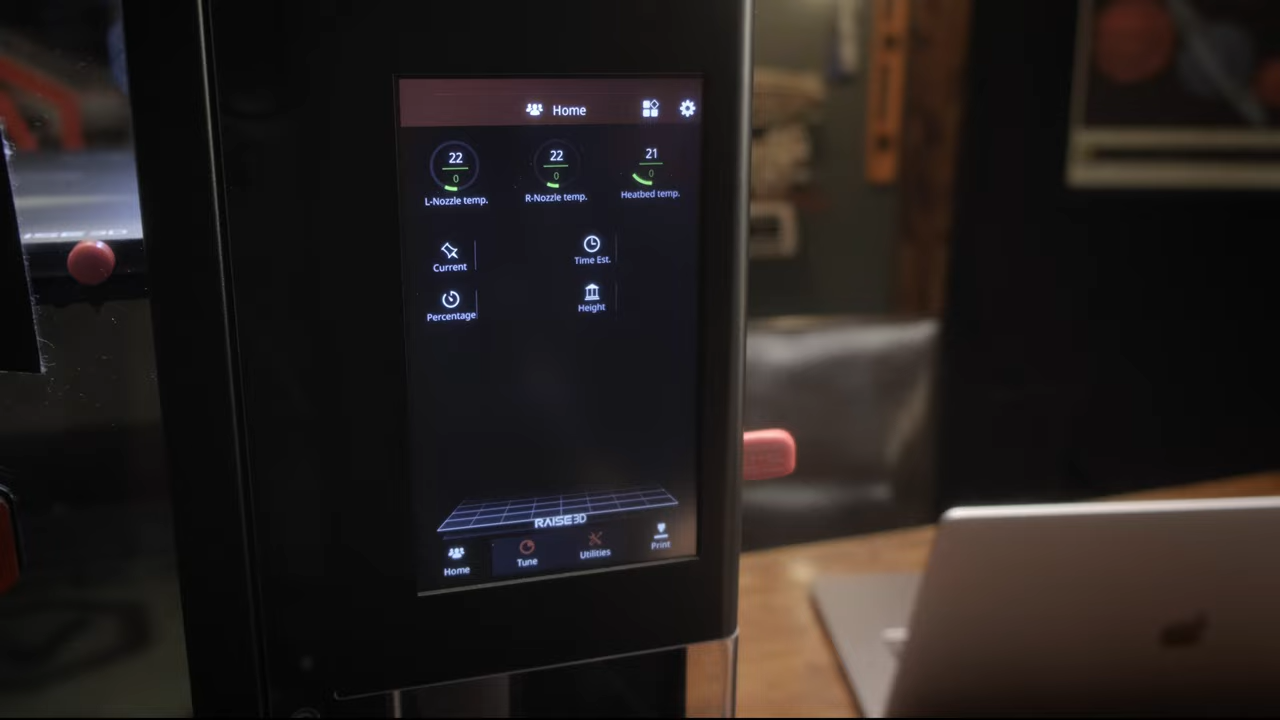 Home
22
0
L-Nozzle temp.
22
0
R-Nozzle temp.
21
0
Heatbed temp.
Current
Time Est.
Percentage
Height
RAISE3D
Home
Tune
Utilities
Print